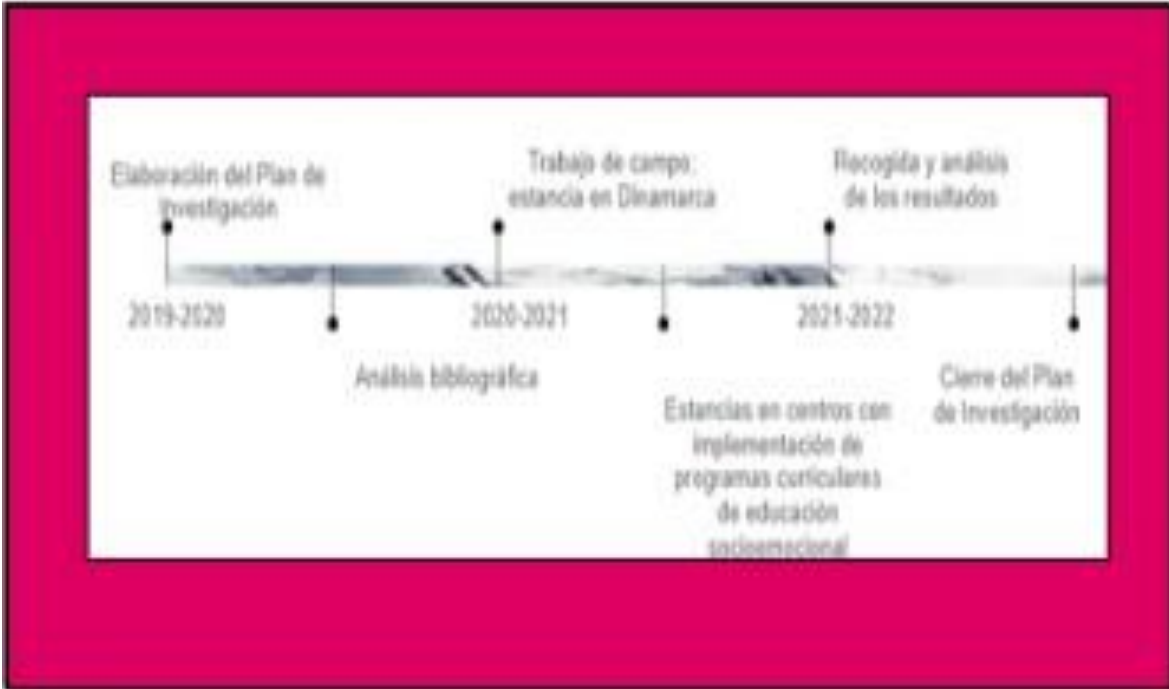 Elaboración del Plan de
Investigación
Trabajo de campo,
estancia en Dinamarca
Recogida y análisis
de los resultados
2019-2020
2020-2021
2021-2022
Análisis bibliográfica
Estancias en centros con
implementación de
programas curriculares
de educación
socioemocional
Cierre del Plan
de Investigación